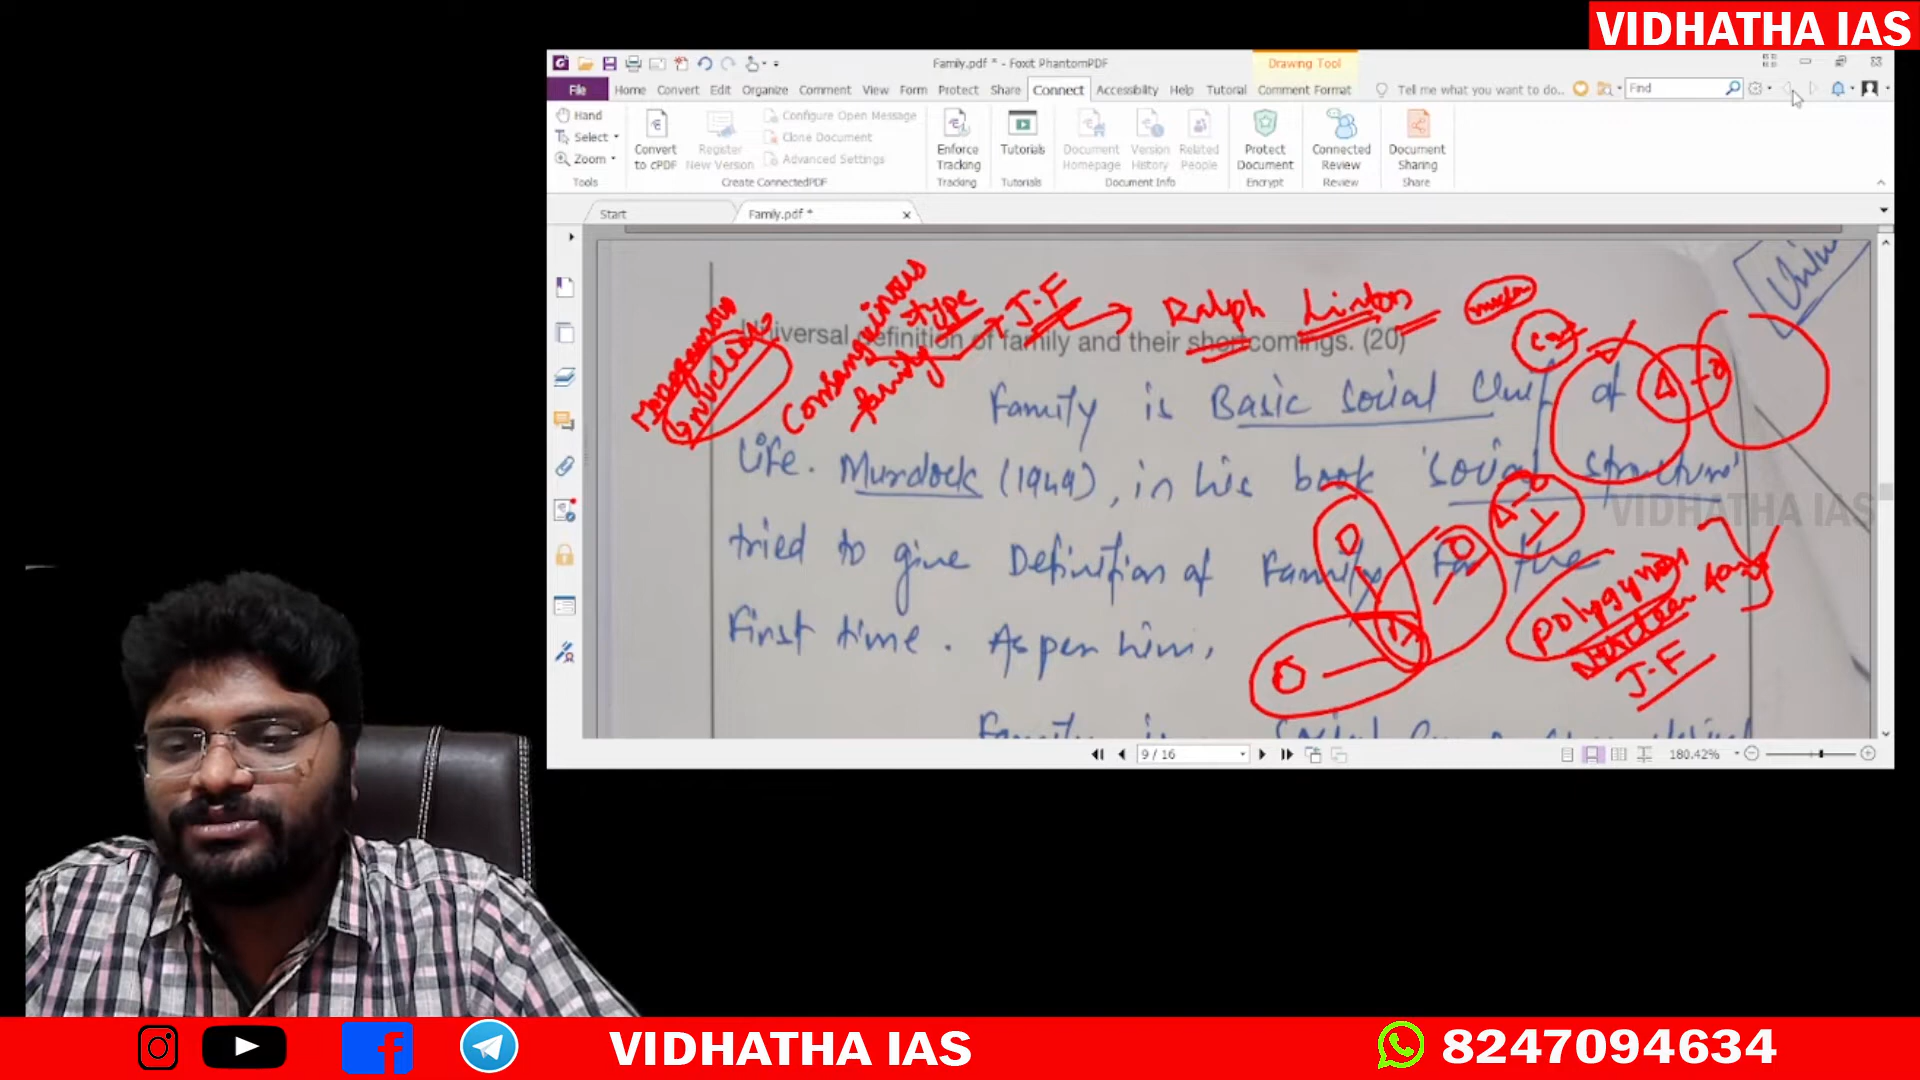 VIDHATHA IAS
Family.pdf * - Foxit PhantomPDF
Drawing Tool
File Home Convert Edit Organize Comment View Form Protect Share Connect Accessibility Help Tutorial Comment Format Tell me what you want to do.. Find
Hand
Select
Zoom
Tools
Convert to cPDF
Register New Version
Configure Open Message
Clone Document
Advanced Settings
Create ConnectedPDF
Enforce Tracking
Tracking
Tutorials
Tutorials
Document Homepage
Version History
Related People
Document Info
Protect Document
Encrypt
Connected Review
Review
Document Sharing
Share
Start
Family.pdf *
Monogamous
nuclear
Consanguinous
type
family
J.F
Ralph Linton
Universal definition of family and their shortcomings. (20)
Family is Basic Social Unit of
Life. Murdock (1949), in his book 'Social Structure'
VIDHATHA IAS
tried to give Definition of Family for the
First time. As per him,
polygynous
J.F
9 / 16
180.42%
VIDHATHA IAS
8247094634